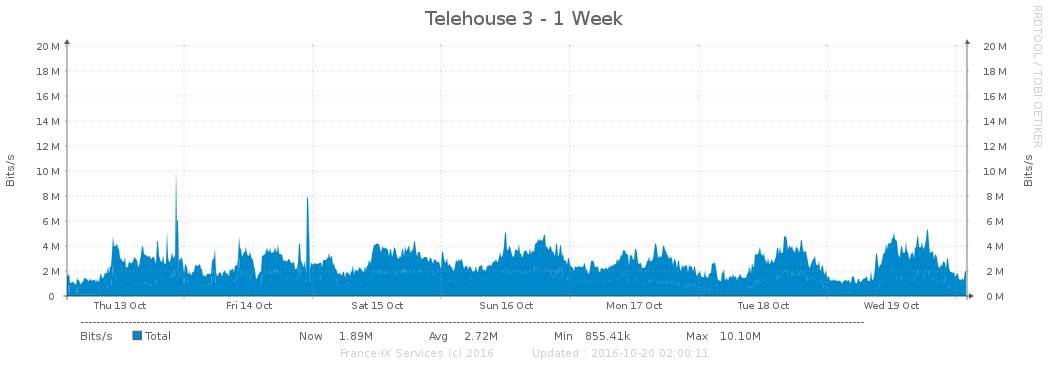 Telehouse 3 - 1 Week
RRDTOOL / TOBI OETIKER
Bits/s
20 M 20 M
18 M 18 M
16 M 16 M
14 M 14 M
12 M 12 M
10 M 10 M
8 M 8 M
6 M 6 M
4 M 4 M
2 M 2 M
0 0 M
Bits/s
Thu 13 Oct Fri 14 Oct Sat 15 Oct Sun 16 Oct Mon 17 Oct Tue 18 Oct Wed 19 Oct
Bits/s Total Now 1.89M Avg 2.72M Min 855.41k Max 10.10M
France-IX Services (c) 2016 Updated : 2016-10-20 02:00:11